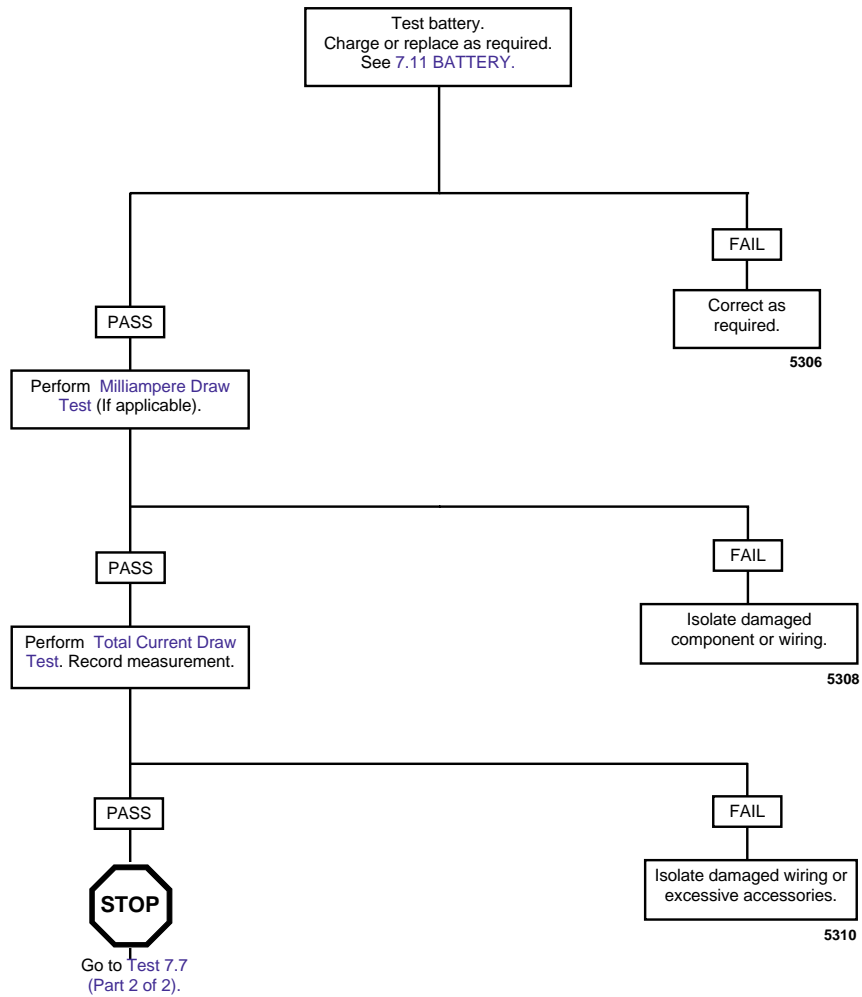 Test battery.
Charge or replace as required.
See 7.11 BATTERY.
FAIL
Correct as
required.
5306
PASS
Perform Milliampere Draw
Test (If applicable).
FAIL
Isolate damaged
component or wiring.
5308
PASS
Perform Total Current Draw
Test. Record measurement.
FAIL
Isolate damaged wiring or
excessive accessories.
5310
PASS
STOP
Go to Test 7.7
(Part 2 of 2).